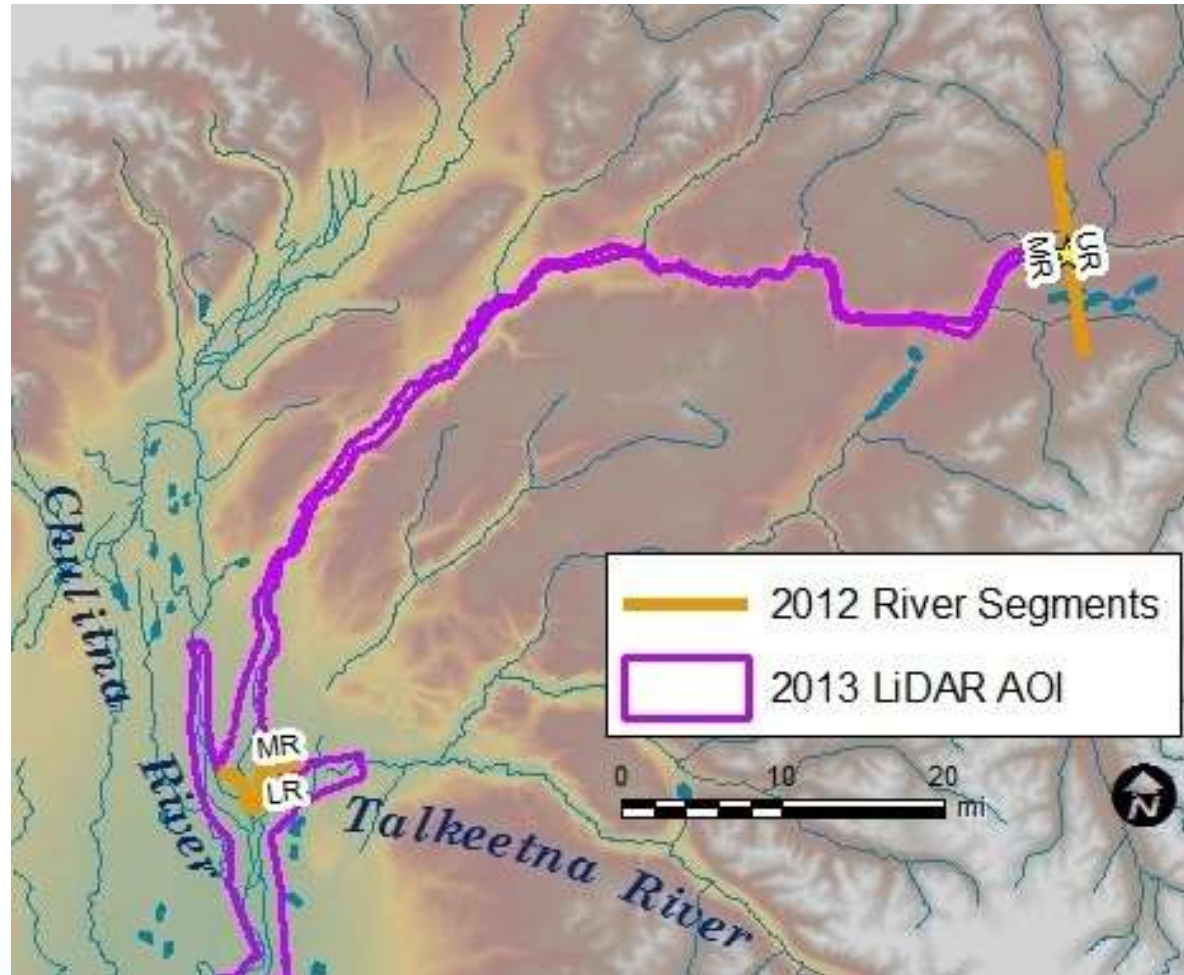 MR
UR
Chulitna
River
MR
LR
Talkeetna River
2012 River Segments
2013 LiDAR AOI
0 10 20
mi
N